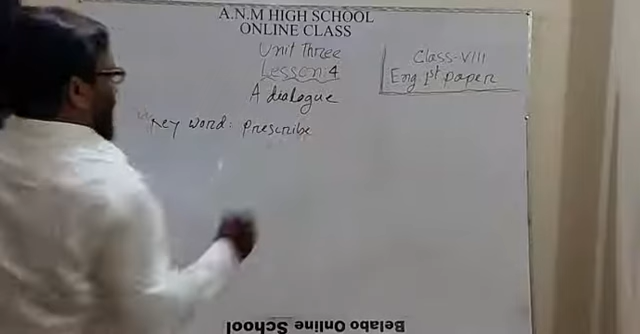 A.N.M HIGH SCHOOL
ONLINE CLASS
Unit Three
Lesson 4
A dialogue
Class-VIII
Eng 1st paper
Key word: prescribe
Belabo Online School